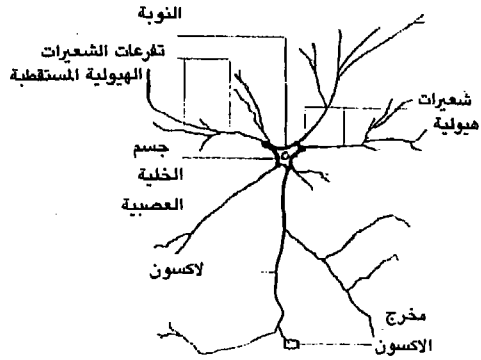 النوبة
تفرعات الشعيرات
الهيولية المستقطبة
شعيرات
هيولية
جسم
الخلية
العصبية
لاكسون
مخرج
الاكسون